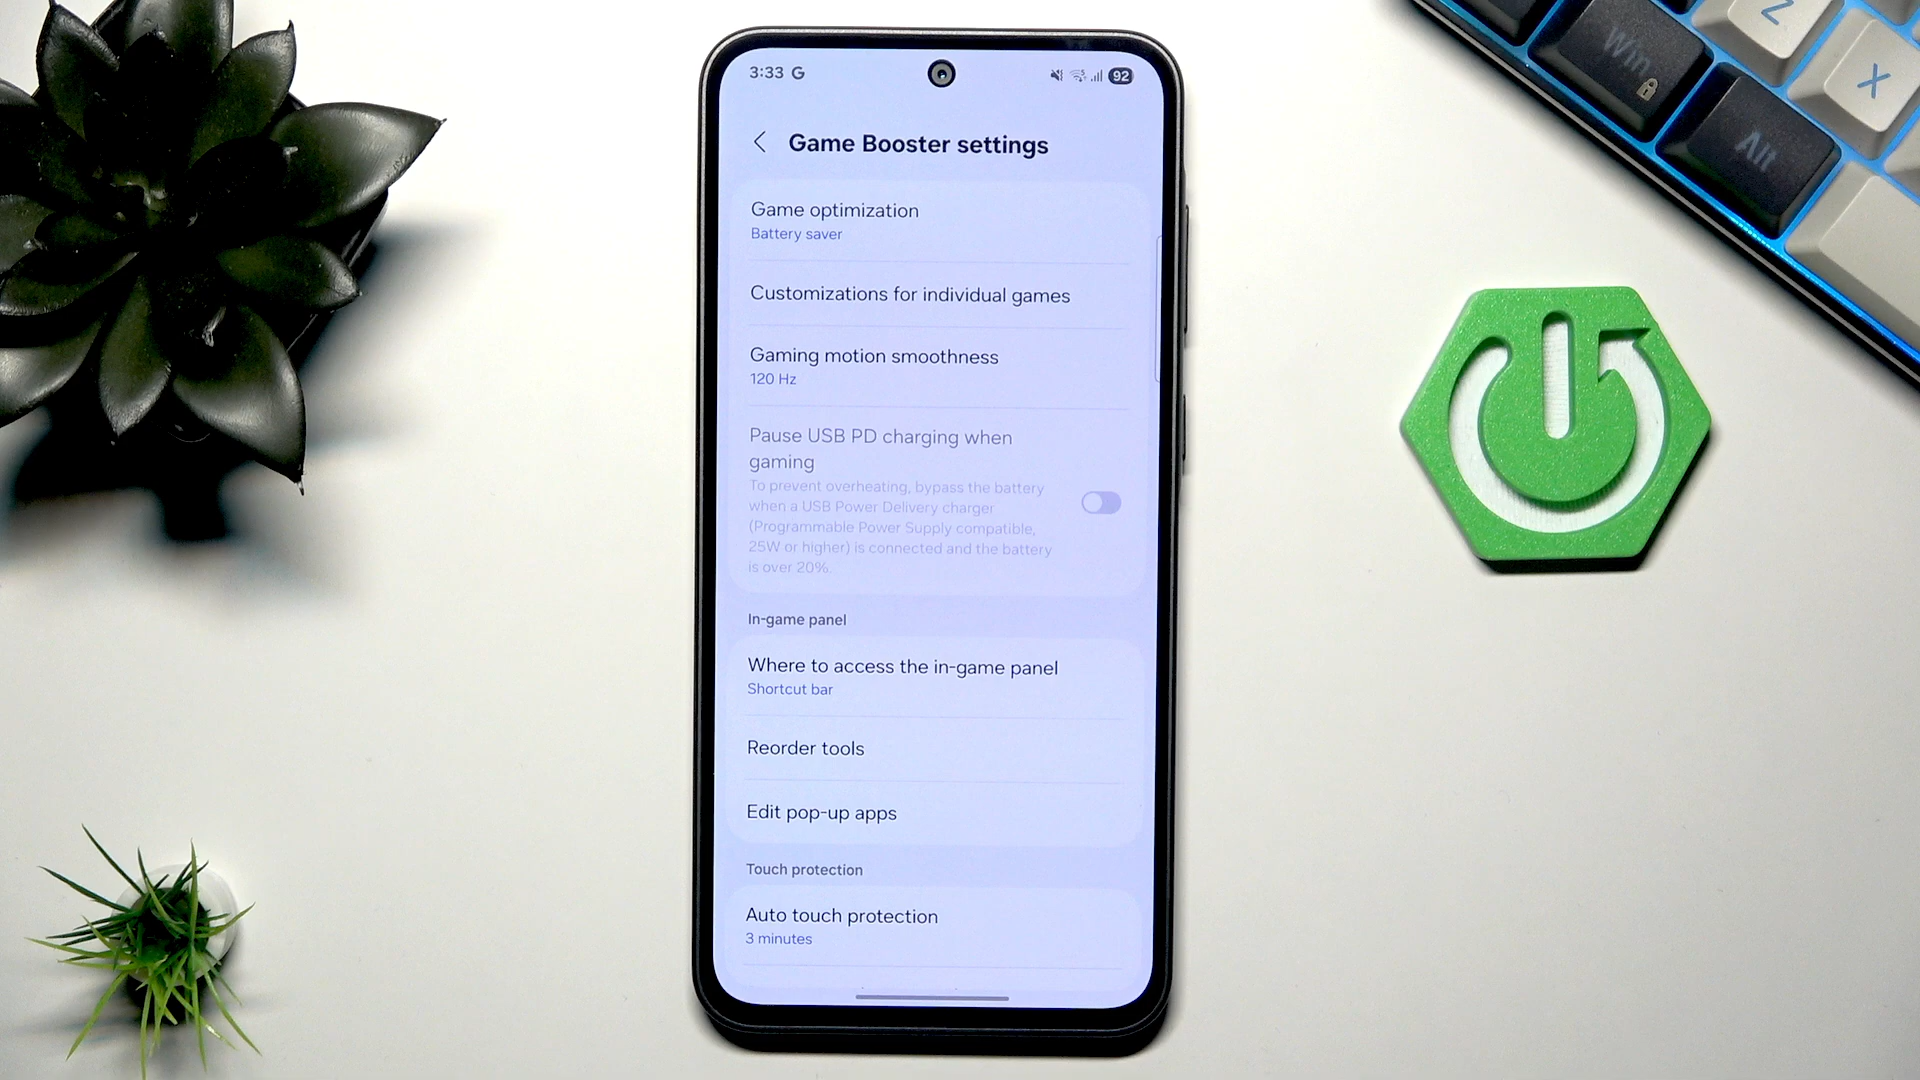 3:33 G
92
Game Booster settings
Game optimization
Battery saver
Customizations for individual games
Gaming motion smoothness
120 Hz
Pause USB PD charging when
gaming
To prevent overheating, bypass the battery
when a USB Power Delivery charger
(Programmable Power Supply compatible,
25W or higher) is connected and the battery
is over 20%.
In-game panel
Where to access the in-game panel
Shortcut bar
Reorder tools
Edit pop-up apps
Touch protection
Auto touch protection
3 minutes
Win
Z
X
Alt